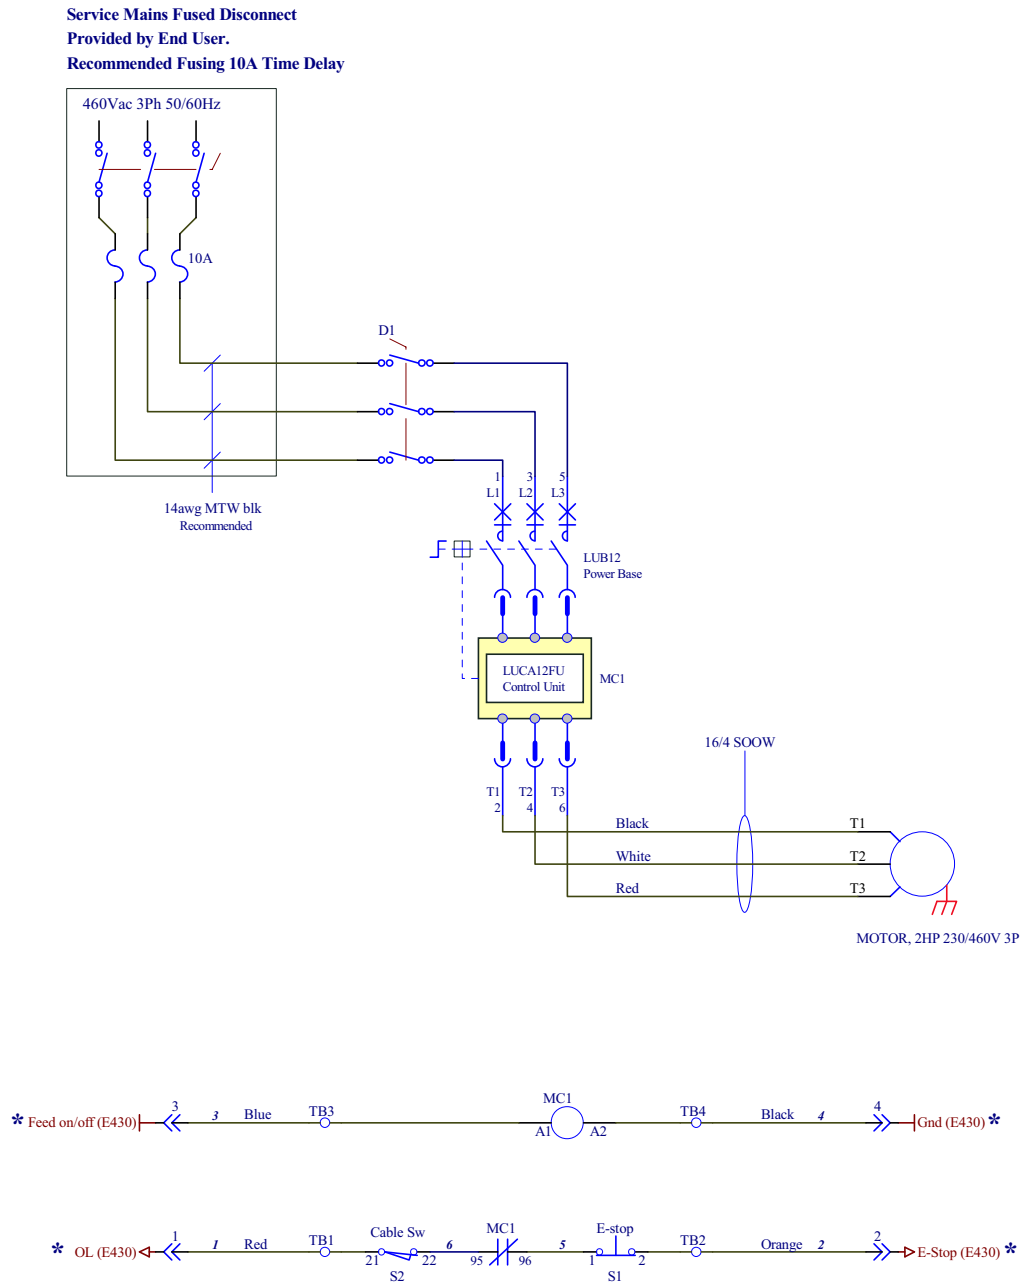 Service Mains Fused Disconnect
Provided by End User.
Recommended Fusing 10A Time Delay
460Vac 3Ph 50/60Hz
10A
D1
14awg MTW blk
Recommended
1 3 5
L1 L2 L3
LUB12
Power Base
LUCA12FU
Control Unit
MC1
16/4 SOOW
T1 T2 T3
2 4 6
Black T1
White T2
Red T3
MOTOR, 2HP 230/460V 3P
MC1
* Feed on/off (E430) 3 3 Blue TB3 A1 A2 TB4 Black 4 4 Gnd (E430) *
Cable Sw MC1 E-stop
* OL (E430) 1 1 Red TB1 21 22 6 95 96 5 1 2 TB2 Orange 2 2 E-Stop (E430) *
S2 S1